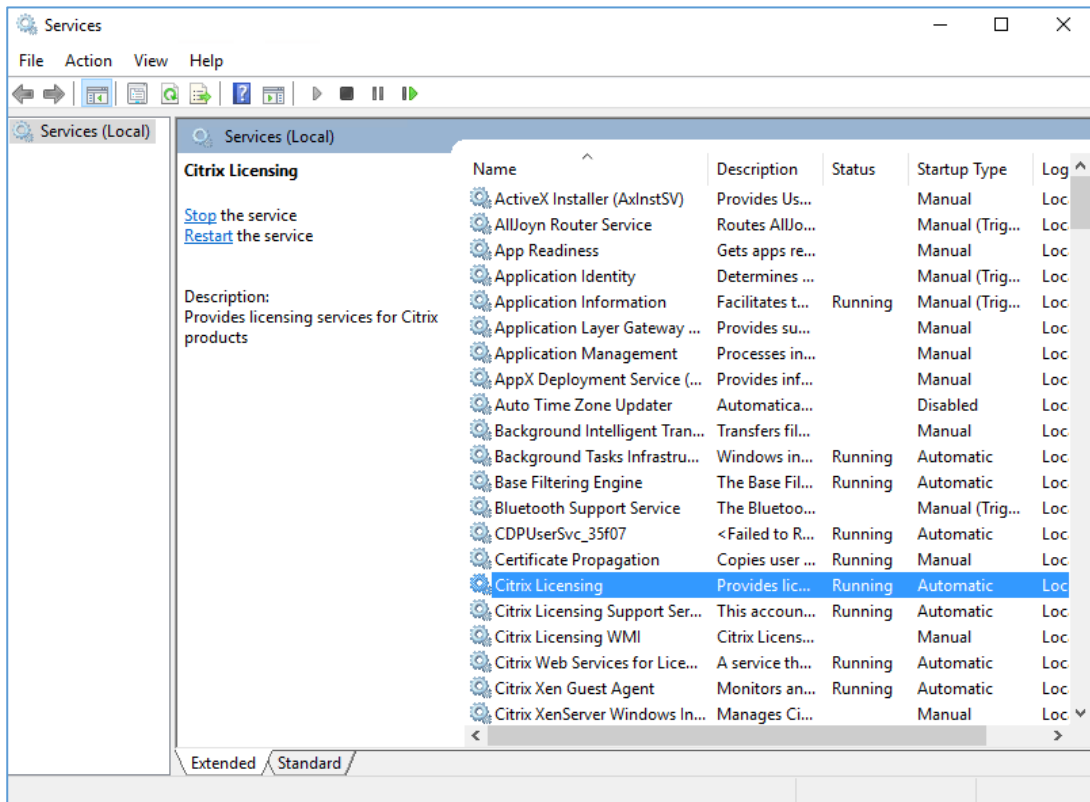 Services
File Action View Help
Services (Local)
Services (Local)
Citrix Licensing
Stop the service
Restart the service
Description:
Provides licensing services for Citrix
products
Name Description Status Startup Type Log
ActiveX Installer (AxInstSV) Provides Us... Manual Loc
AllJoyn Router Service Routes AllJo... Manual (Trig... Loc
App Readiness Gets apps re... Manual Loc
Application Identity Determines ... Manual (Trig... Loc
Application Information Facilitates t... Running Manual (Trig... Loc
Application Layer Gateway ... Provides su... Manual Loc
Application Management Processes in... Manual Loc
AppX Deployment Service (... Provides inf... Manual Loc
Auto Time Zone Updater Automatica... Disabled Loc
Background Intelligent Tran... Transfers fil... Manual Loc
Background Tasks Infrastru... Windows in... Running Automatic Loc
Base Filtering Engine The Base Fil... Running Automatic Loc
Bluetooth Support Service The Bluetoo... Manual (Trig... Loc
CDPUserSvc_35f07 <Failed to R... Running Automatic Loc
Certificate Propagation Copies user ... Running Manual Loc
Citrix Licensing Provides lic... Running Automatic Loc
Citrix Licensing Support Ser... This accoun... Running Automatic Loc
Citrix Licensing WMI Citrix Licens... Manual Loc
Citrix Web Services for Lice... A service th... Running Automatic Loc
Citrix Xen Guest Agent Monitors an... Running Automatic Loc
Citrix XenServer Windows In... Manages Ci... Manual Loc
Extended Standard